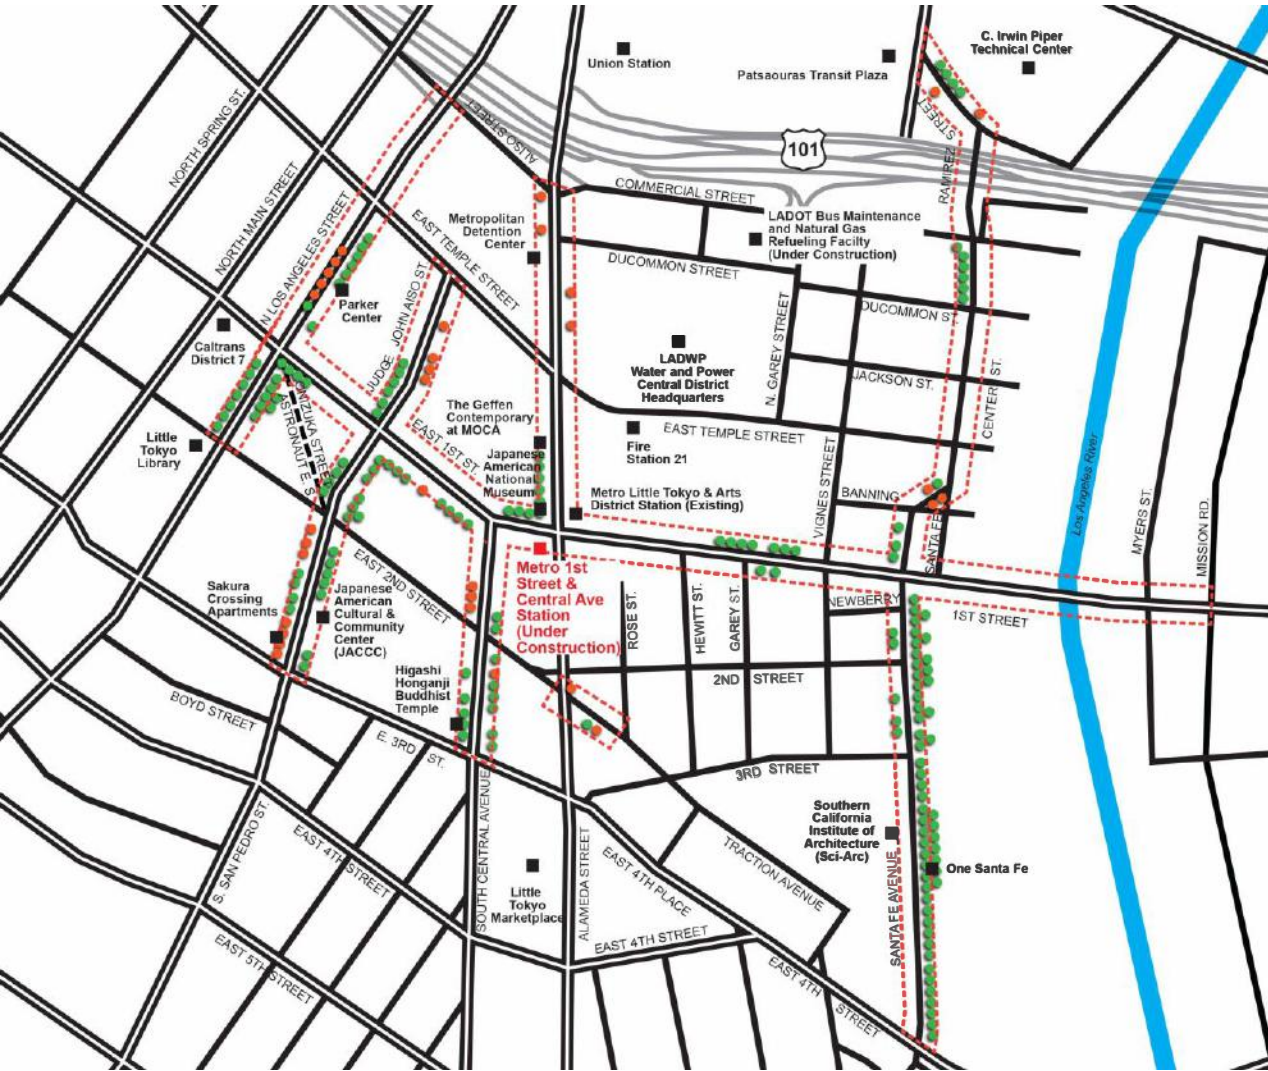 C. Irwin Piper
Technical Center
Union Station
Patsaouras Transit Plaza
101
NORTH SPRING ST.
ALISO STREET
STREET
RAMIREZ
NORTH MAIN STREET
COMMERCIAL STREET
N LOS ANGELES STREET
EAST TEMPLE STREET
Metropolitan
Detention
Center
LADOT Bus Maintenance
and Natural Gas
Refueling Facilty
(Under Construction)
DUCOMMON STREET
DUCOMMON ST.
Parker
Center
JUDGE JOHN AISO ST.
N. GAREY STREET
Caltrans
District 7
LADWP
Water and Power
Central District
Headquarters
JACKSON ST.
CENTER ST.
ONIZUKA STREET
ASTRONAUT E. S.
The Geffen
Contemporary
at MOCA
EAST 1ST ST.
EAST TEMPLE STREET
Little
Tokyo
Library
Fire
Station 21
Japanese
American
National
Museum
Metro Little Tokyo & Arts
District Station (Existing)
VIGNES STREET
BANNING
SANTA FE
Los Angeles River
MYERS ST.
MISSION RD.
EAST 2ND STREET
Metro 1st
Street &
Central Ave
Station
(Under
Construction)
Sakura
Crossing
Apartments
Japanese
American
Cultural &
Community
Center
(JACCC)
ROSE ST.
HEWITT ST.
GAREY ST.
NEWBERRY
1ST STREET
2ND STREET
Higashi
Honganji
Buddhist
Temple
BOYD STREET
E. 3RD ST.
3RD STREET
SOUTH CENTRAL AVENUE
S. SAN PEDRO ST.
EAST 4TH STREET
Southern
California
Institute of
Architecture
(Sci-Arc)
ALAMEDA STREET
EAST 4TH PLACE
TRACTION AVENUE
SANTA FE AVENUE
One Santa Fe
Little
Tokyo
Marketplace
EAST 4TH STREET
EAST 5TH STREET
EAST 4TH STREET